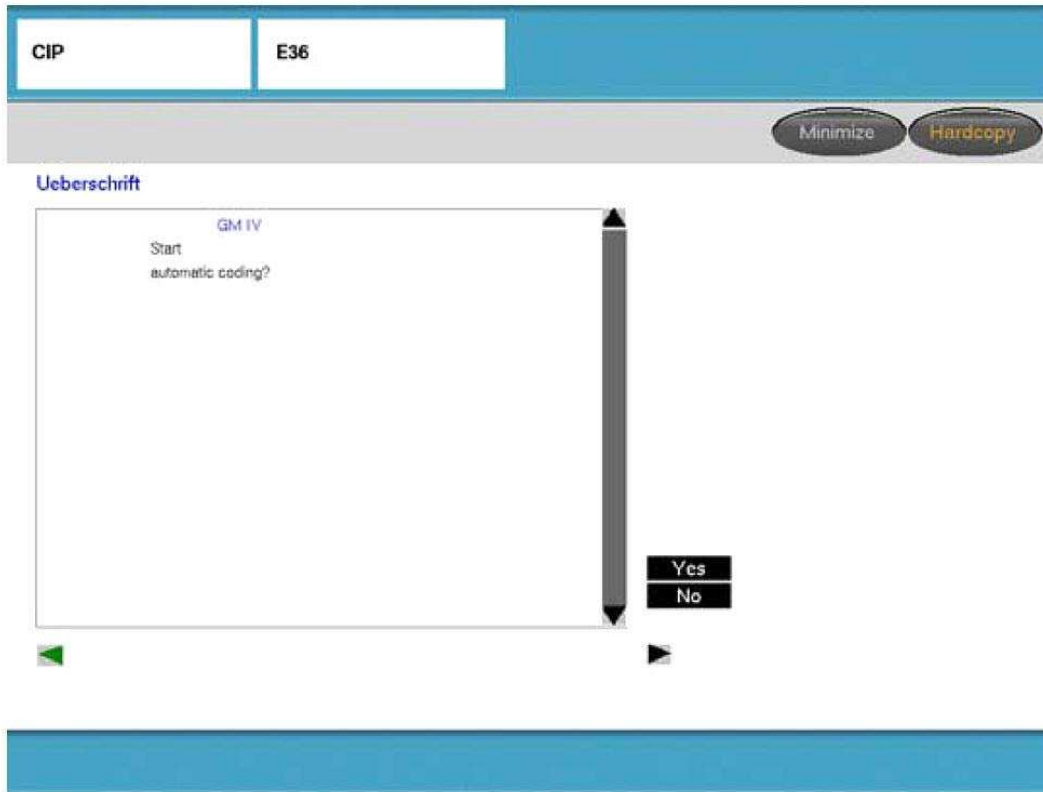 CIP
E36
Minimize
Hardcopy
Ueberschrift
GM IV
Start
automatic coding?
Yes
No